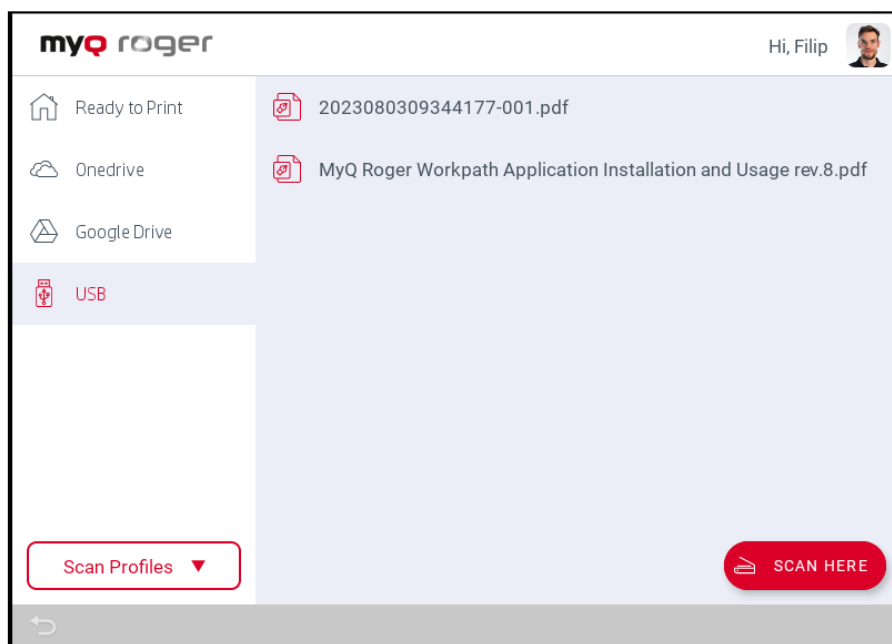 myQ roger
Hi, Filip
Ready to Print
Onedrive
Google Drive
USB
2023080309344177-001.pdf
MyQ Roger Workpath Application Installation and Usage rev.8.pdf
Scan Profiles ▼
SCAN HERE